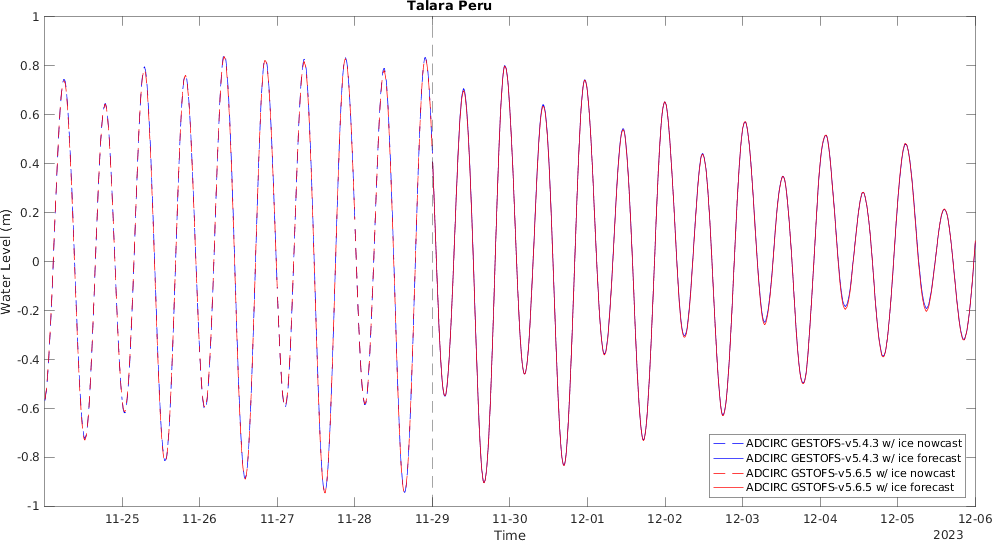 Talara Peru
1
0.8
0.6
0.4
0.2
0
-0.2
-0.4
-0.6
-0.8
-1
Water Level (m)
ADCIRC GESTOFS-v5.4.3 w/ ice nowcast
ADCIRC GESTOFS-v5.4.3 w/ ice forecast
ADCIRC GSTOFS-v5.6.5 w/ ice nowcast
ADCIRC GSTOFS-v5.6.5 w/ ice forecast
11-25 11-26 11-27 11-28 11-29 11-30 12-01 12-02 12-03 12-04 12-05 12-06
Time
2023